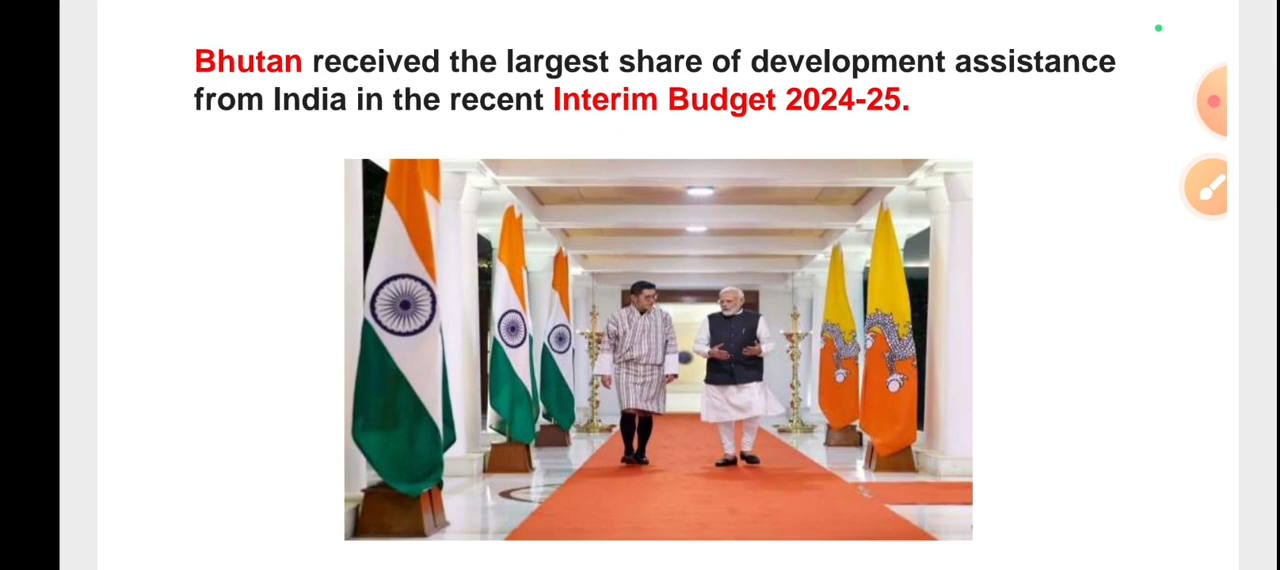 Bhutan received the largest share of development assistance
from India in the recent Interim Budget 2024-25.